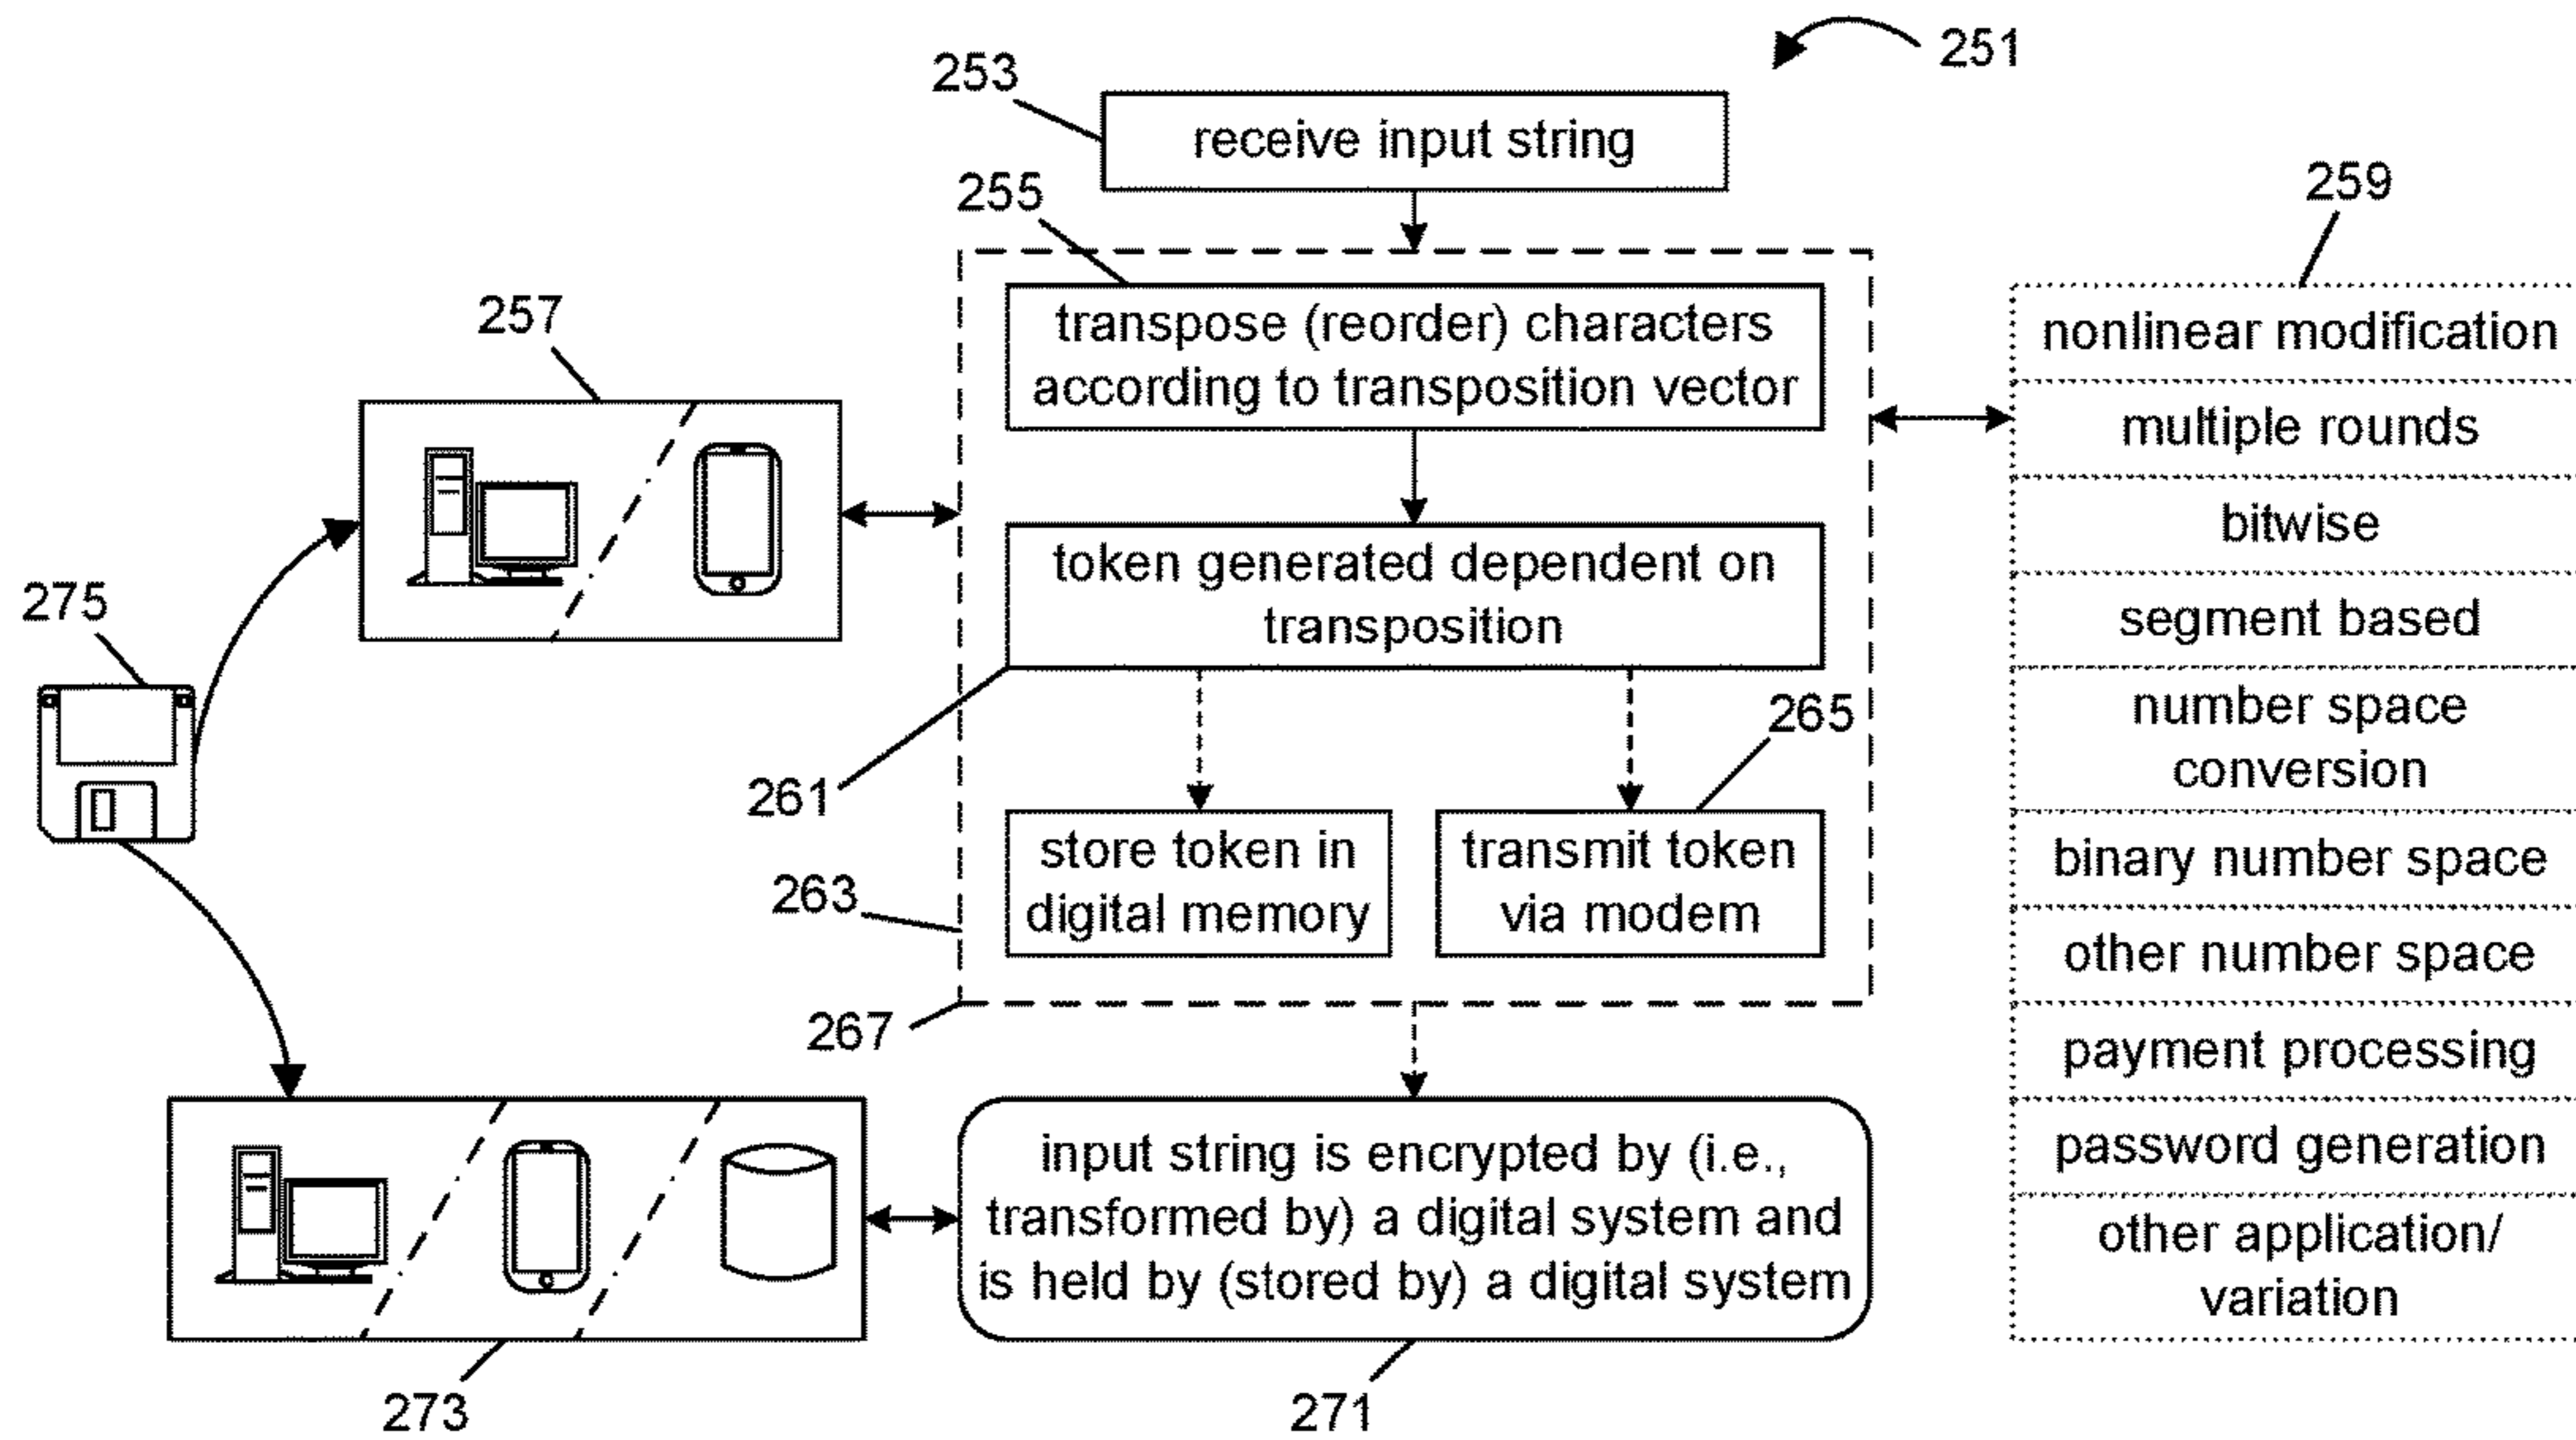 251
253
receive input string
255
259
transpose (reorder) characters
according to transposition vector
257
nonlinear modification
multiple rounds
bitwise
segment based
number space
conversion
binary number space
other number space
payment processing
password generation
other application/
variation
token generated dependent on
transposition
275
261
265
store token in
digital memory
transmit token
via modem
263
267
input string is encrypted by (i.e.,
transformed by) a digital system and
is held by (stored by) a digital system
273
271